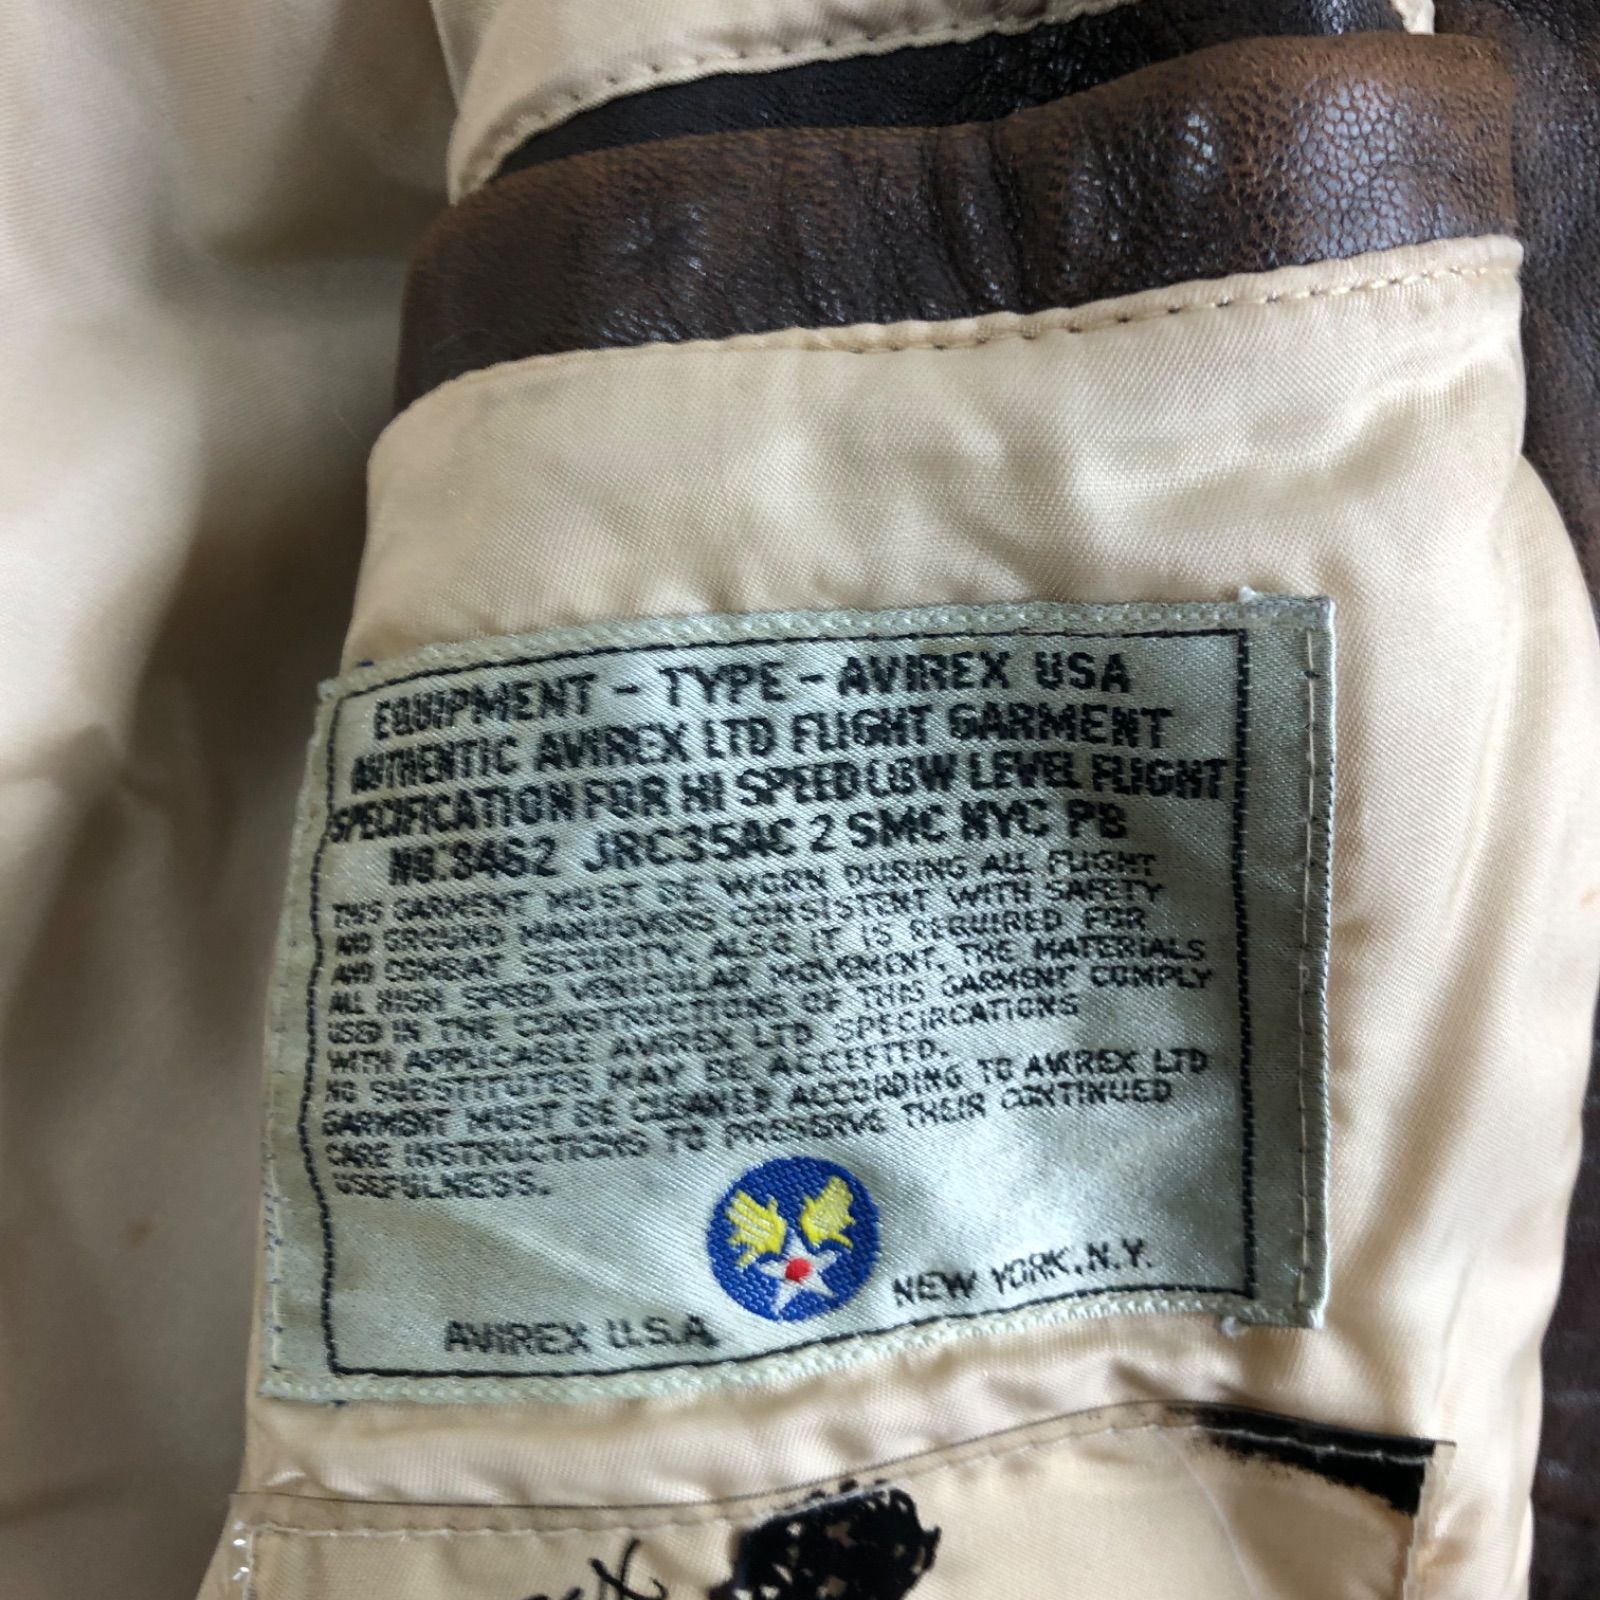 EQUIPMENT - TYPE - AVIREX USA
AUTHENTIC AVIREX LTD FLIGHT GARMENT
SPECIFICATION FOR HI SPEED LOW LEVEL FLIGHT
NO.8462 JRC35AC 2 SMC NYC PB
THIS GARMENT MUST BE WORN DURING ALL FLIGHT
AND GROUND MANUOVERS CONSISTENT WITH SAFETY
AND COMBAT SECURITY. ALSO IT IS REQUIRED FOR
ALL HIGH SPEED VEHICULAR MOVEMENT. THE MATERIALS
USED IN THE CONSTRUCTIONS OF THIS GARMENT COMPLY
WITH APPLICABLE AVIREX LTD SPECIFICATIONS
NO SUBSTITUTES MAY BE ACCEPTED.
GARMENT MUST BE CLEANED ACCORDING TO AVIREX LTD
CARE INSTRUCTIONS TO PRESERVE THEIR CONTINUED
USEFULNESS.
NEW YORK, N.Y.
AVIREX U.S.A